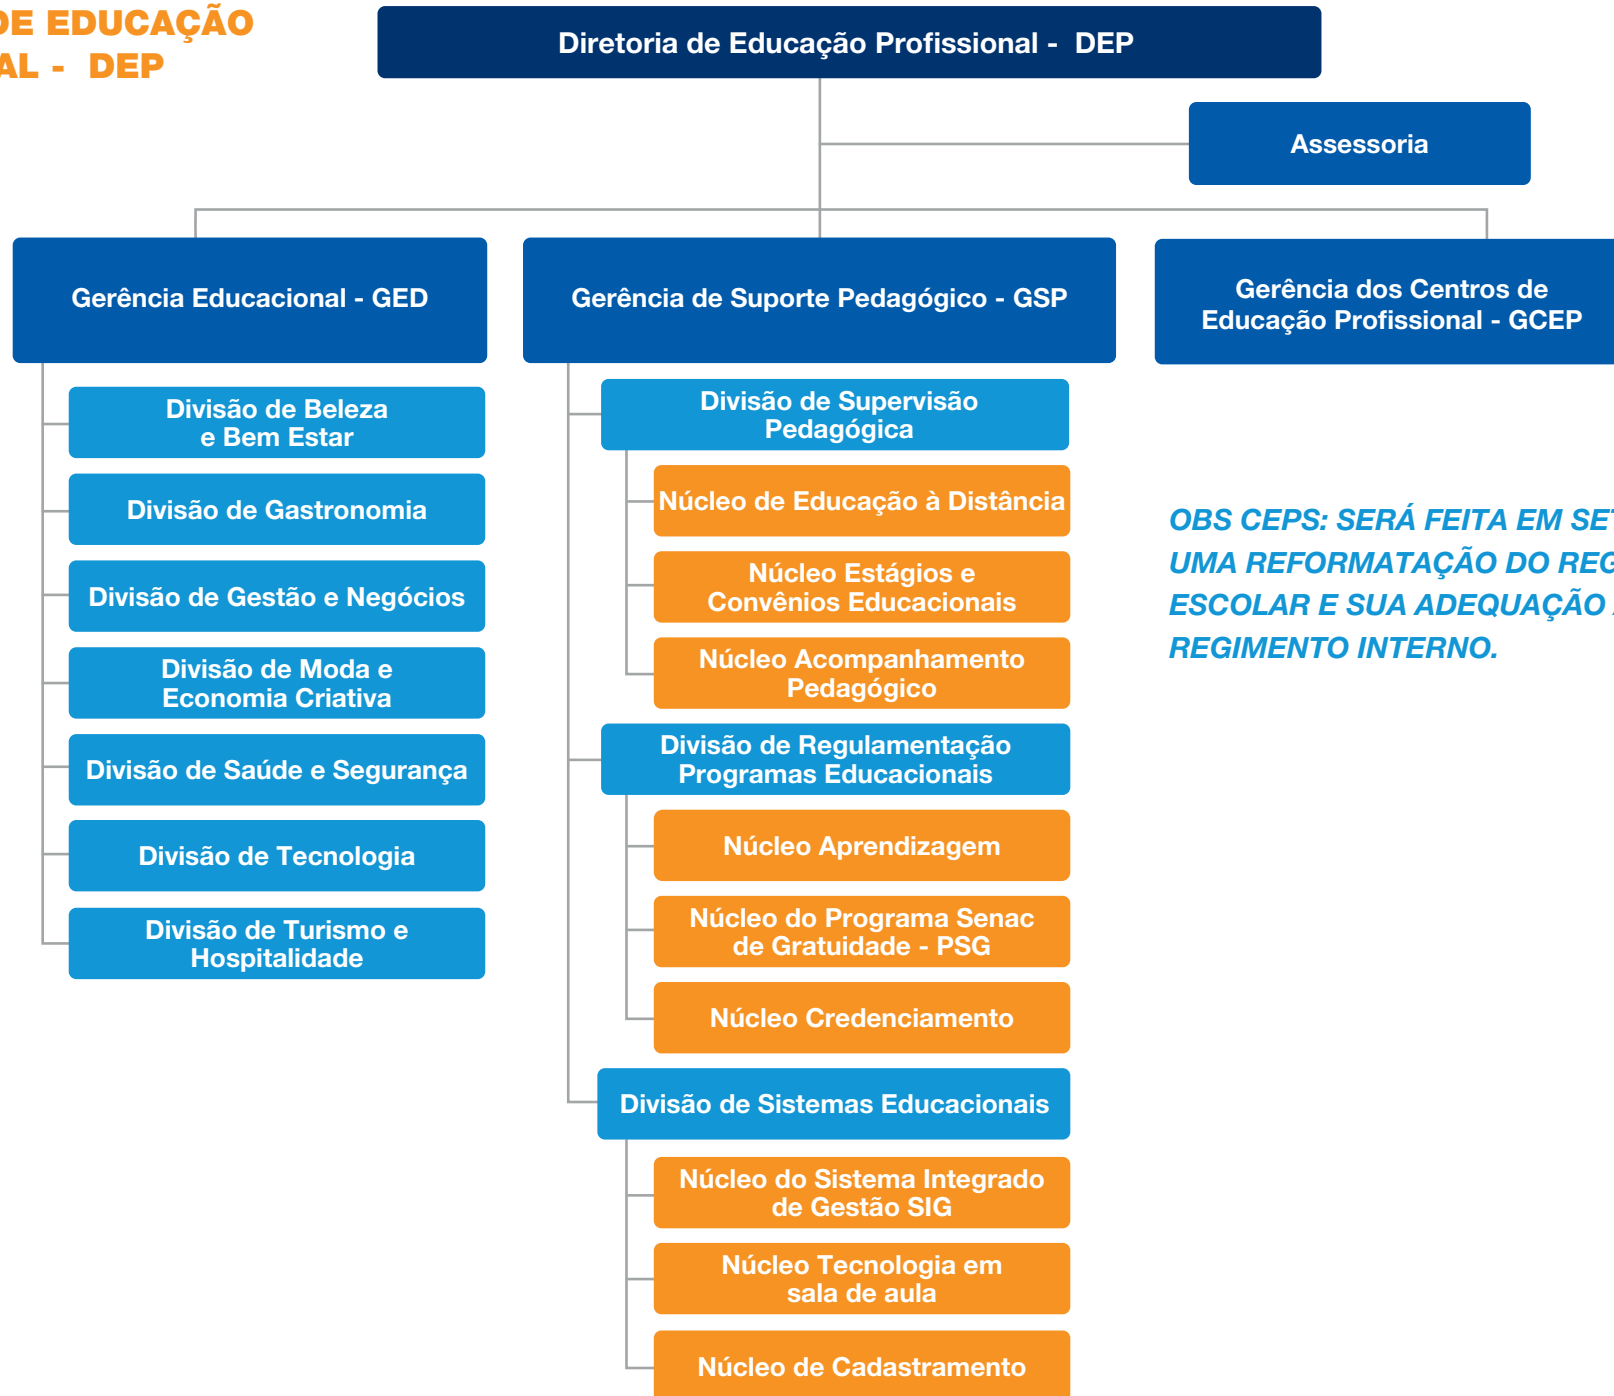 DE EDUCAÇÃO
AL - DEP
Diretoria de Educação Profissional - DEP
Assessoria
Gerência Educacional - GED
Gerência de Suporte Pedagógico - GSP
Gerência dos Centros de
Educação Profissional - GCEP
Divisão de Beleza
e Bem Estar
Divisão de Gastronomia
Divisão de Gestão e Negócios
Divisão de Moda e
Economia Criativa
Divisão de Saúde e Segurança
Divisão de Tecnologia
Divisão de Turismo e
Hospitalidade
Divisão de Supervisão
Pedagógica
Núcleo de Educação à Distância
Núcleo Estágios e
Convênios Educacionais
Núcleo Acompanhamento
Pedagógico
Divisão de Regulamentação
Programas Educacionais
Núcleo Aprendizagem
Núcleo do Programa Senac
de Gratuidade - PSG
Núcleo Credenciamento
Divisão de Sistemas Educacionais
Núcleo do Sistema Integrado
de Gestão SIG
Núcleo Tecnologia em
sala de aula
Núcleo de Cadastramento
OBS CEPS: SERÁ FEITA EM SET
UMA REFORMATAÇÃO DO REG
ESCOLAR E SUA ADEQUAÇÃO
REGIMENTO INTERNO.